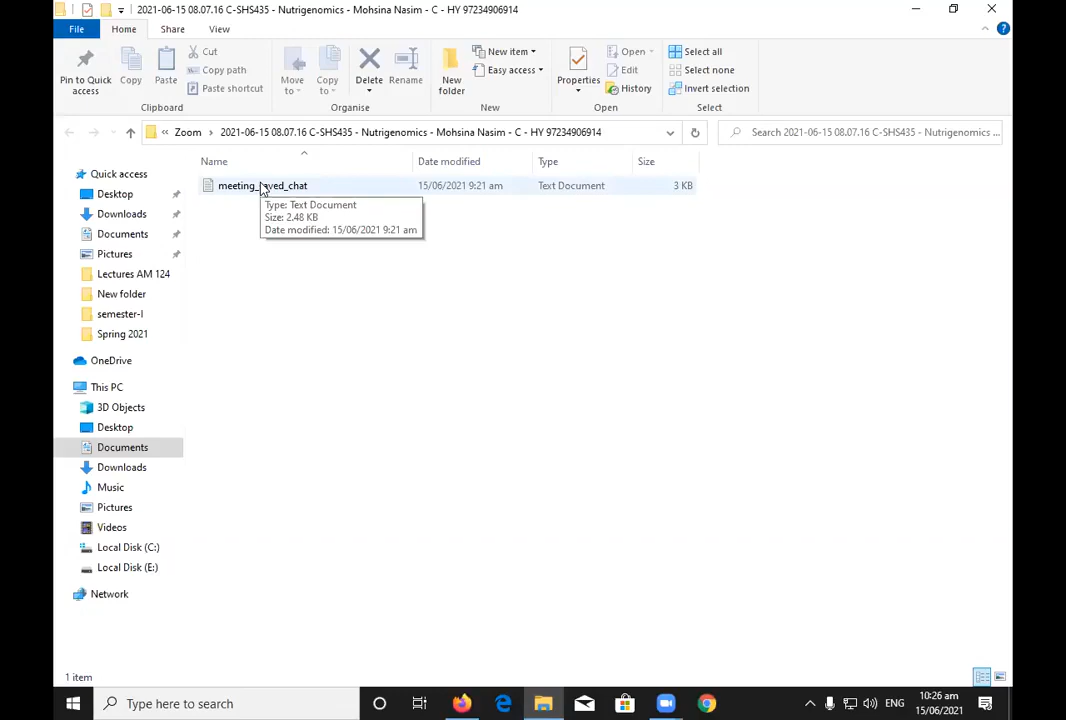 2021-06-15 08.07.16 C-SHS435 - Nutrigenomics - Mohsina Nasim - C - HY 97234906914
File Home Share View
Pin to Quick access
Copy
Paste
Cut
Copy path
Paste shortcut
Clipboard
Move to
Copy to
Delete
Rename
Organise
New folder
New item
Easy access
New
Properties
Open
Edit
History
Open
Select all
Select none
Invert selection
Select
« Zoom > 2021-06-15 08.07.16 C-SHS435 - Nutrigenomics - Mohsina Nasim - C - HY 97234906914
Search 2021-06-15 08.07.16 C-SHS435 - Nutrigenomics ...
Name Date modified Type Size
15/06/2021 9:21 am Text Document 3 KB
Type: Text Document
Size: 2.48 KB
Date modified: 15/06/2021 9:21 am
Quick access
Desktop
Downloads
Documents
Pictures
Lectures AM 124
New folder
semester-I
Spring 2021
OneDrive
This PC
3D Objects
Desktop
Documents
Downloads
Music
Pictures
Videos
Local Disk (C:)
Local Disk (E:)
Network
1 item
Type here to search
ENG
10:26 am
15/06/2021